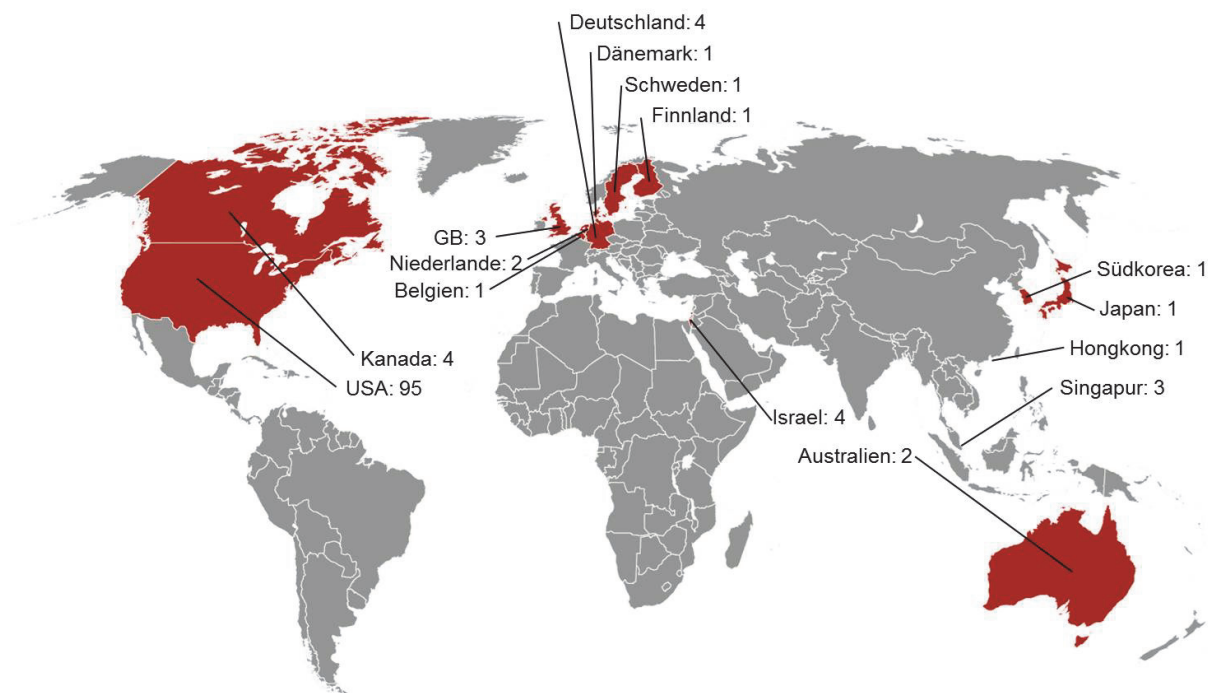 Deutschland: 4
Dänemark: 1
Schweden: 1
Finnland: 1
GB: 3
Niederlande: 2
Belgien: 1
Südkorea: 1
Japan: 1
Hongkong: 1
Kanada: 4
USA: 95
Singapur: 3
Israel: 4
Australien: 2